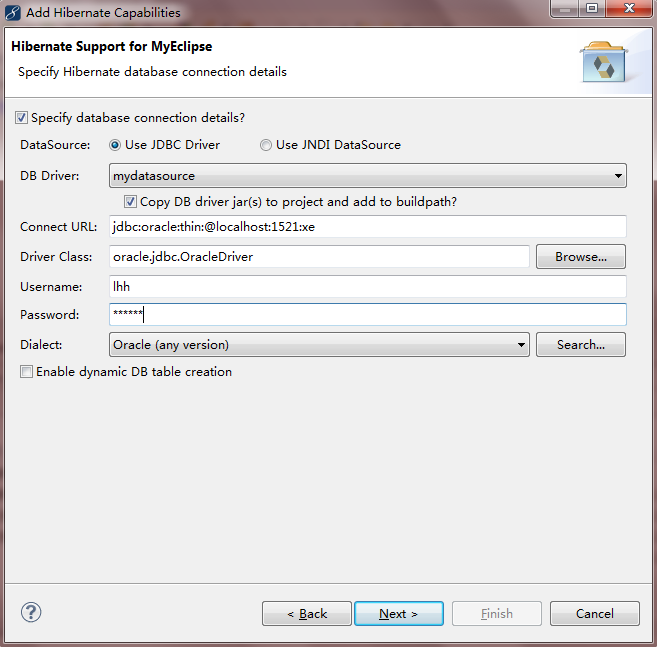 Add Hibernate Capabilities
Hibernate Support for MyEclipse
Specify Hibernate database connection details
Specify database connection details?
DataSource: Use JDBC Driver Use JNDI DataSource
DB Driver: mydatasource
Copy DB driver jar(s) to project and add to buildpath?
Connect URL: jdbc:oracle:thin:@localhost:1521:xe
Driver Class: oracle.jdbc.OracleDriver Browse...
Username: lhh
Password: ******
Dialect: Oracle (any version) Search...
Enable dynamic DB table creation
? < Back Next > Finish Cancel